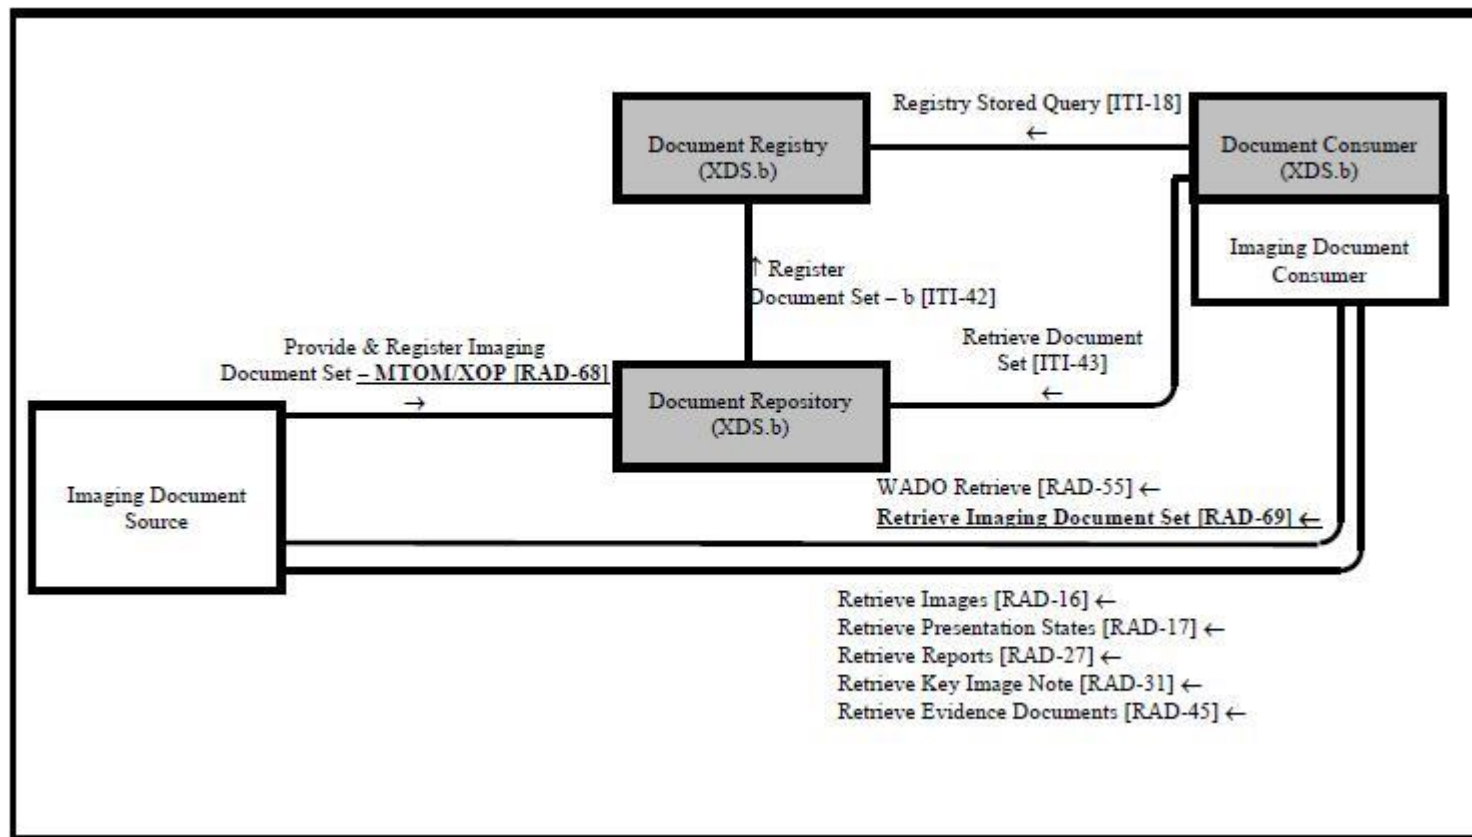 Registry Stored Query [ITI-18]
←
Document Registry
(XDS.b)
Document Consumer
(XDS.b)
Imaging Document
Consumer
↑ Register
Document Set – b [ITI-42]
Provide & Register Imaging
Document Set – MTOM/XOP [RAD-68]
→
Retrieve Document
Set [ITI-43]
←
Document Repository
(XDS.b)
Imaging Document
Source
WADO Retrieve [RAD-55] ←
Retrieve Imaging Document Set [RAD-69] ←
Retrieve Images [RAD-16] ←
Retrieve Presentation States [RAD-17] ←
Retrieve Reports [RAD-27] ←
Retrieve Key Image Note [RAD-31] ←
Retrieve Evidence Documents [RAD-45] ←